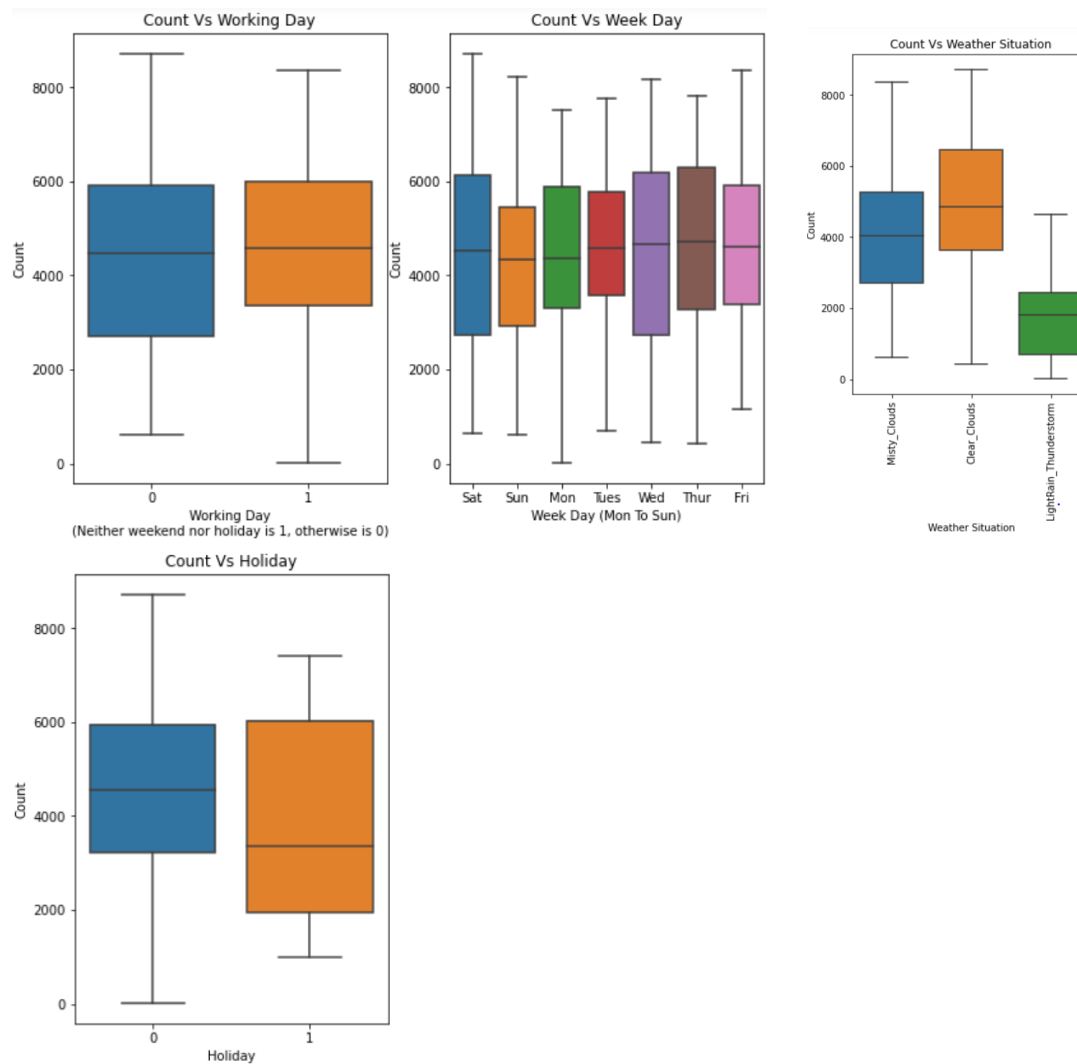 Count Vs Working Day
Count
8000
6000
4000
2000
0
0 1
Working Day
(Neither weekend nor holiday is 1, otherwise is 0)
Count Vs Week Day
Count
8000
6000
4000
2000
0
Sat Sun Mon Tues Wed Thur Fri
Week Day (Mon To Sun)
Count Vs Weather Situation
Count
8000
6000
4000
2000
0
Misty_Clouds
Clear_Clouds
LightRain_Thunderstorm
Weather Situation
Count Vs Holiday
Count
8000
6000
4000
2000
0
0 1
Holiday